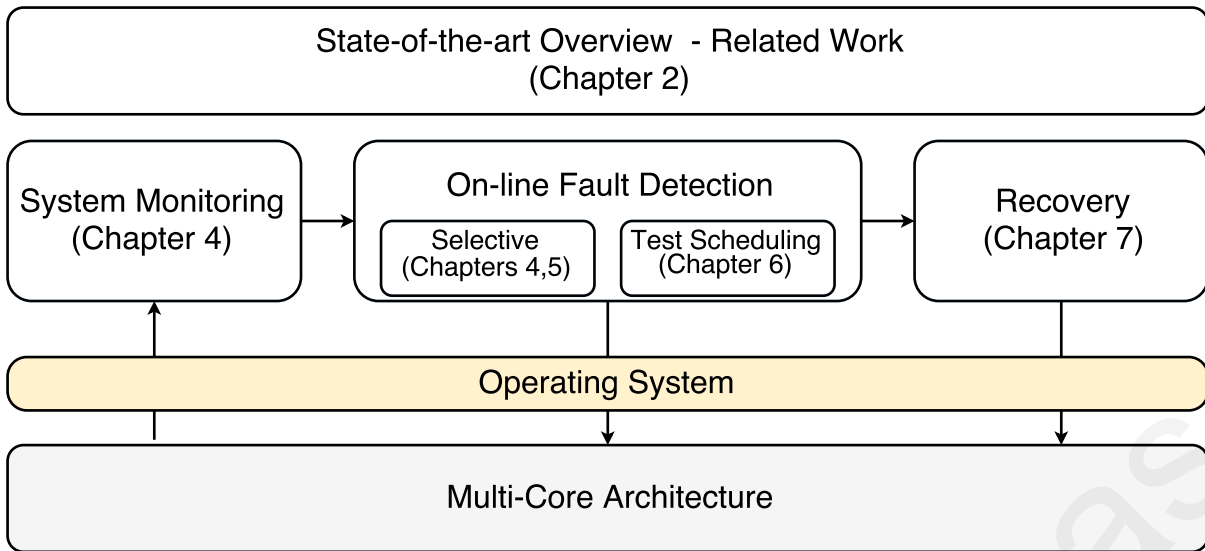 State-of-the-art Overview - Related Work
(Chapter 2)
System Monitoring
(Chapter 4)
On-line Fault Detection
Selective
(Chapters 4,5)
Test Scheduling
(Chapter 6)
Recovery
(Chapter 7)
Operating System
Multi-Core Architecture
as